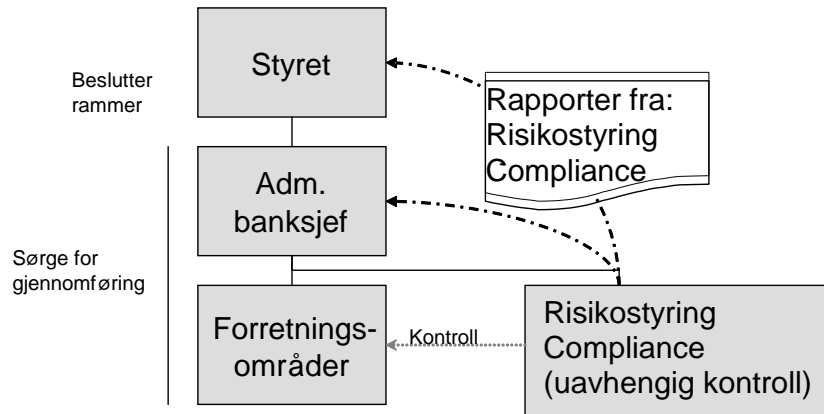 Styret
Beslutter
rammer
Rapporter fra:
Risikostyring
Compliance
Adm.
banksjef
Sørge for
gjennomføring
Forretnings-
områder
Kontroll
Risikostyring
Compliance
(uavhengig kontroll)